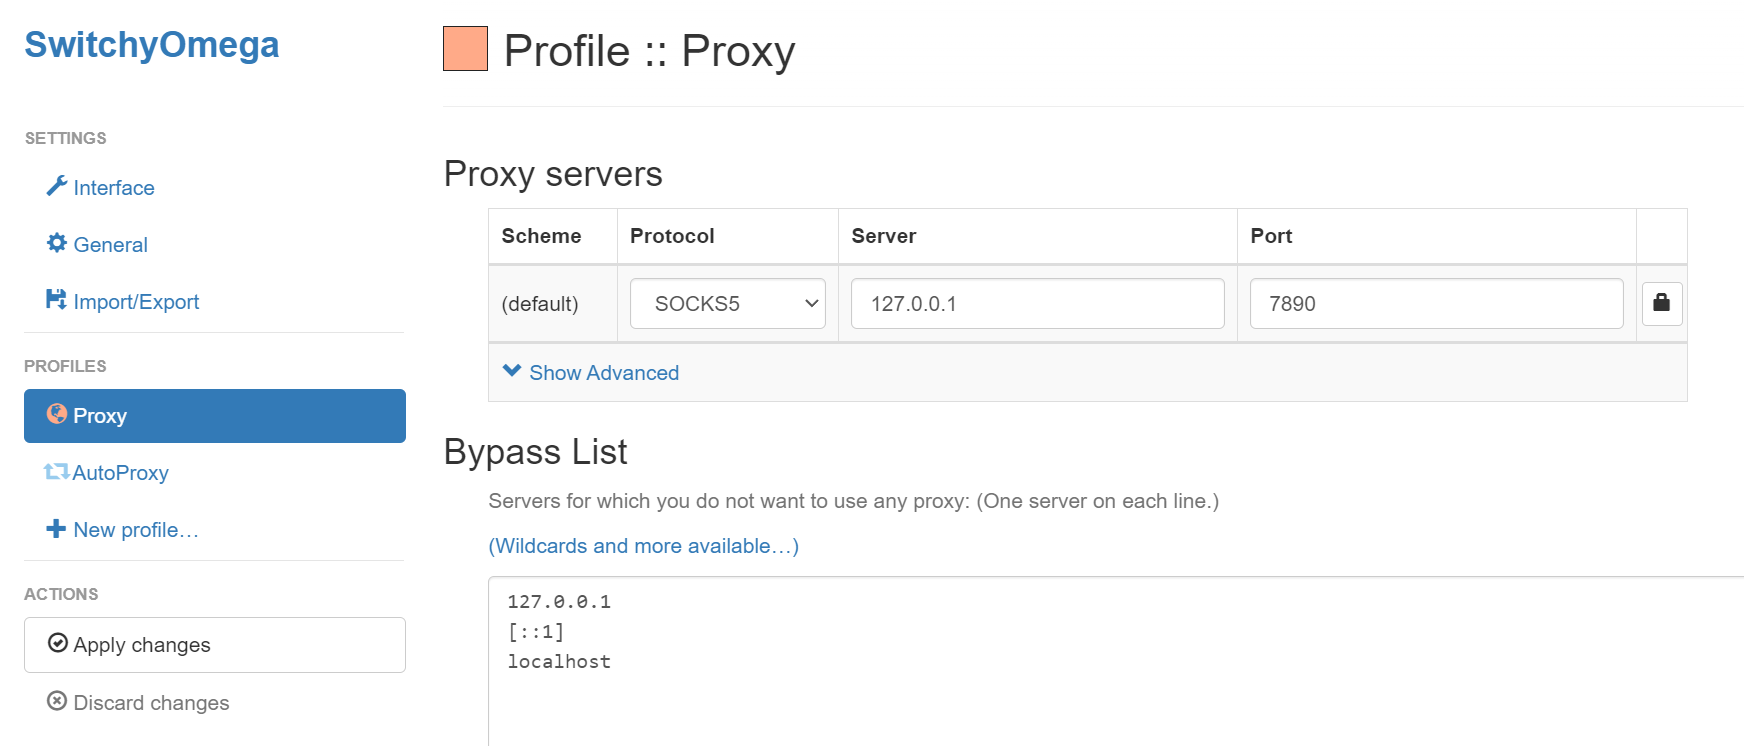 SwitchyOmega
SETTINGS
Interface
General
Import/Export
PROFILES
Proxy
AutoProxy
New profile…
ACTIONS
Apply changes
Discard changes
Profile :: Proxy
Proxy servers
Scheme Protocol Server Port
(default) SOCKS5 127.0.0.1 7890
Show Advanced
Bypass List
Servers for which you do not want to use any proxy: (One server on each line.)
(Wildcards and more available…)
127.0.0.1
[::1]
localhost